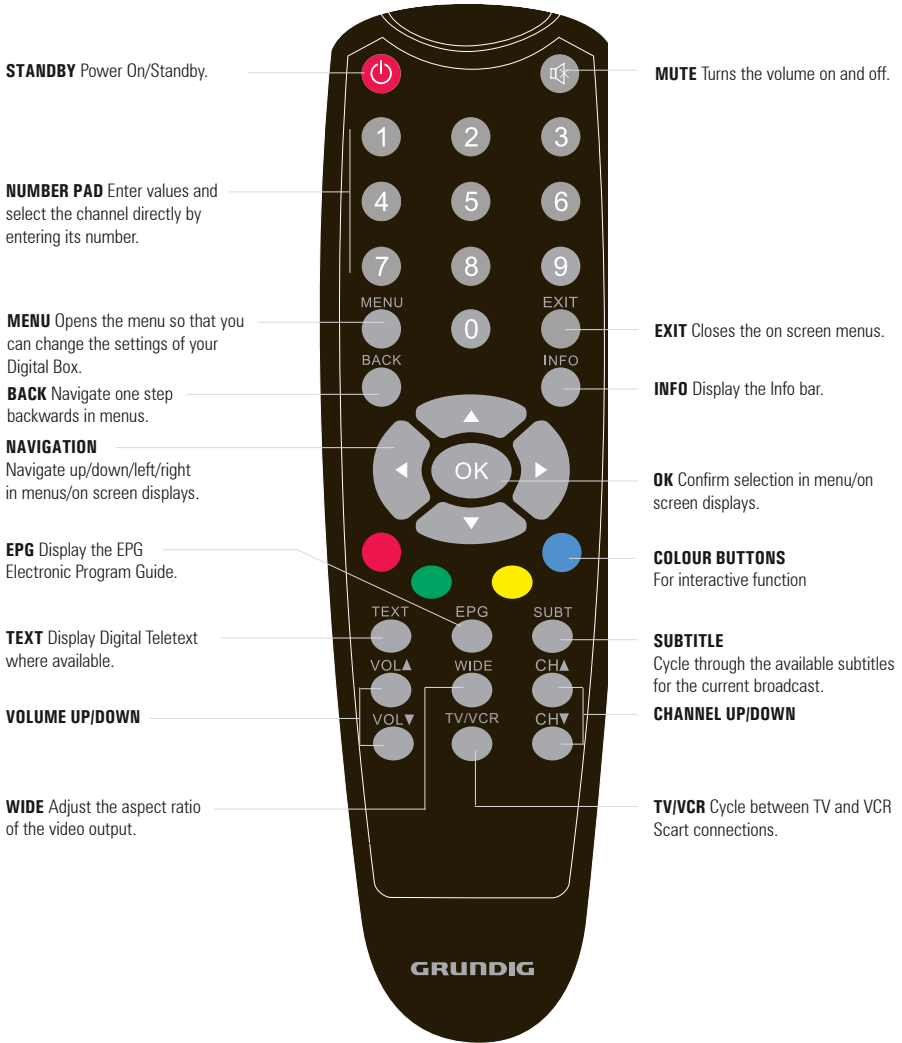 STANDBY Power On/Standby.
MUTE Turns the volume on and off.
1 2 3
NUMBER PAD Enter values and
select the channel directly by
entering its number.
4 5 6
7 8 9
MENU EXIT
0
MENU Opens the menu so that you
can change the settings of your
Digital Box.
EXIT Closes the on screen menus.
BACK INFO
BACK Navigate one step
backwards in menus.
INFO Display the Info bar.
NAVIGATION
Navigate up/down/left/right
in menus/on screen displays.
OK
OK Confirm selection in menu/on
screen displays.
EPG Display the EPG
Electronic Program Guide.
COLOUR BUTTONS
For interactive function
TEXT EPG SUBT
TEXT Display Digital Teletext
where available.
SUBTITLE
Cycle through the available subtitles
for the current broadcast.
VOL▲ WIDE CH▲
VOLUME UP/DOWN
CHANNEL UP/DOWN
VOL▼ TV/VCR CH▼
WIDE Adjust the aspect ratio
of the video output.
TV/VCR Cycle between TV and VCR
Scart connections.
GRUNDIG